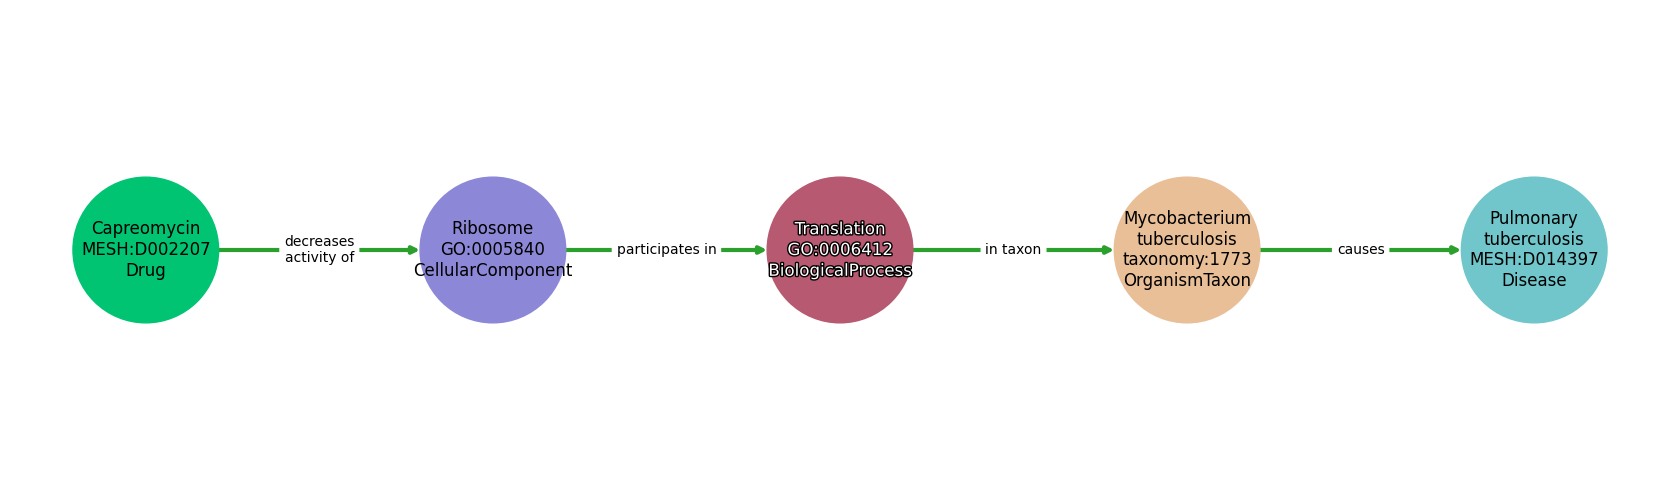 Capreomycin
MESH:D002207
Drug
decreases
activity of
Ribosome
GO:0005840
CellularComponent
participates in
Translation
GO:0006412
BiologicalProcess
in taxon
Mycobacterium
tuberculosis
taxonomy:1773
OrganismTaxon
causes
Pulmonary
tuberculosis
MESH:D014397
Disease